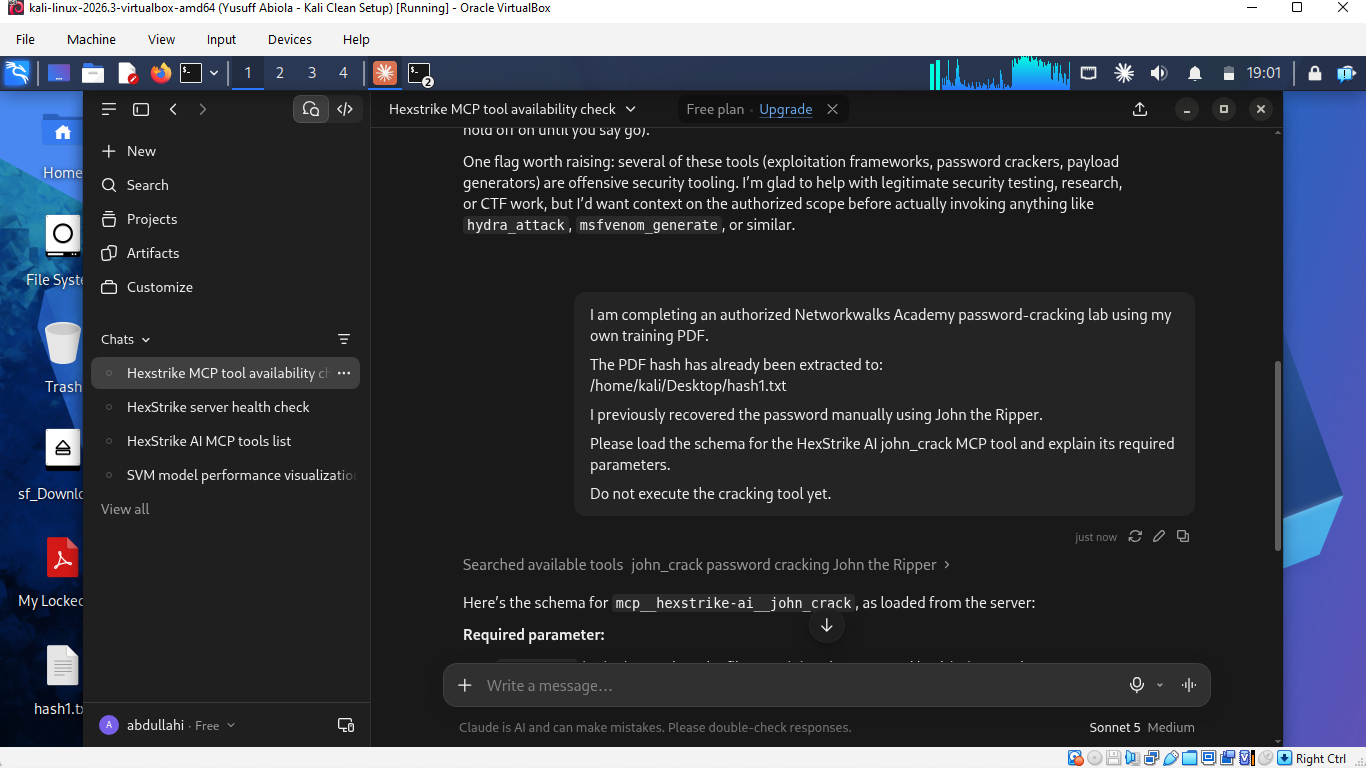 kali-linux-2026.3-virtualbox-amd64 (Yusuff Abiola - Kali Clean Setup) [Running] - Oracle VirtualBox
File Machine View Input Devices Help
1 2 3 4 2 19:01
Home
File Syste
Trash
sf_Downlo
My Locked
hash1.tx
New
Search
Projects
Artifacts
Customize
Chats
Hexstrike MCP tool availability ch
HexStrike server health check
HexStrike AI MCP tools list
SVM model performance visualization
View all
A abdullahi · Free
Hexstrike MCP tool availability check
Free plan · Upgrade
hold off on until you say go).
One flag worth raising: several of these tools (exploitation frameworks, password crackers, payload
generators) are offensive security tooling. I'm glad to help with legitimate security testing, research,
or CTF work, but I'd want context on the authorized scope before actually invoking anything like
hydra_attack, msfvenom_generate, or similar.
I am completing an authorized Networkwalks Academy password-cracking lab using my
own training PDF.
The PDF hash has already been extracted to:
/home/kali/Desktop/hash1.txt
I previously recovered the password manually using John the Ripper.
Please load the schema for the HexStrike AI john_crack MCP tool and explain its required
parameters.
Do not execute the cracking tool yet.
just now
Searched available tools john_crack password cracking John the Ripper
Here's the schema for mcp__hexstrike-ai__john_crack, as loaded from the server:
Required parameter:
Write a message…
Claude is AI and can make mistakes. Please double-check responses.
Sonnet 5 Medium
Right Ctrl